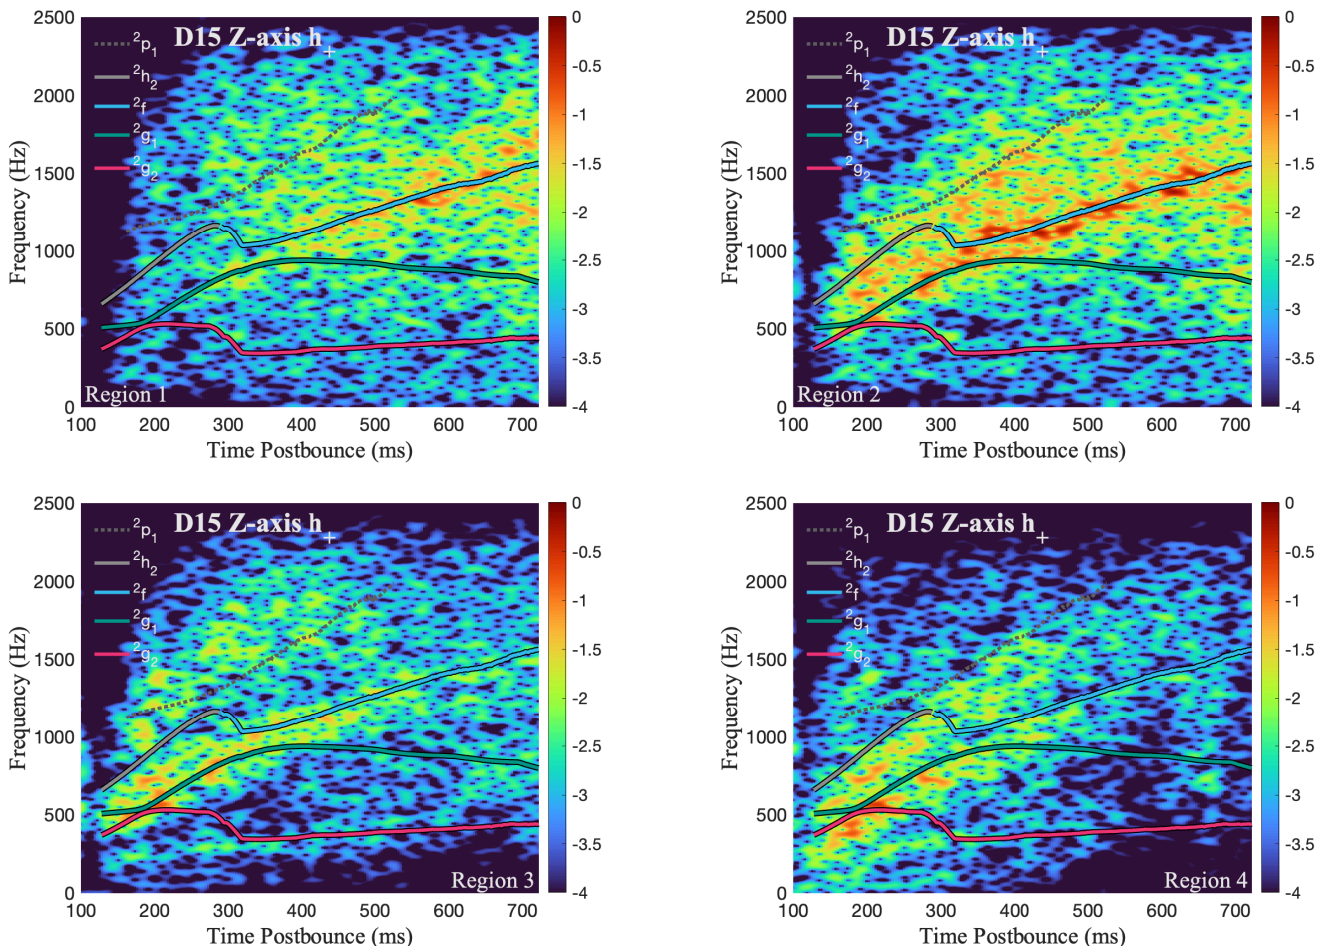 2500
2000
1500
1000
500
0
Frequency (Hz)
D15 Z-axis h+
²p₁
²h₂
²f
²g₁
²g₂
Region 1
100 200 300 400 500 600 700
Time Postbounce (ms)
0
-0.5
-1
-1.5
-2
-2.5
-3
-3.5
-4
2500
2000
1500
1000
500
0
Frequency (Hz)
D15 Z-axis h+
²p₁
²h₂
²f
²g₁
²g₂
Region 2
100 200 300 400 500 600 700
Time Postbounce (ms)
0
-0.5
-1
-1.5
-2
-2.5
-3
-3.5
-4
2500
2000
1500
1000
500
0
Frequency (Hz)
D15 Z-axis h+
²p₁
²h₂
²f
²g₁
²g₂
Region 3
100 200 300 400 500 600 700
Time Postbounce (ms)
0
-0.5
-1
-1.5
-2
-2.5
-3
-3.5
-4
2500
2000
1500
1000
500
0
Frequency (Hz)
D15 Z-axis h+
²p₁
²h₂
²f
²g₁
²g₂
Region 4
100 200 300 400 500 600 700
Time Postbounce (ms)
0
-0.5
-1
-1.5
-2
-2.5
-3
-3.5
-4